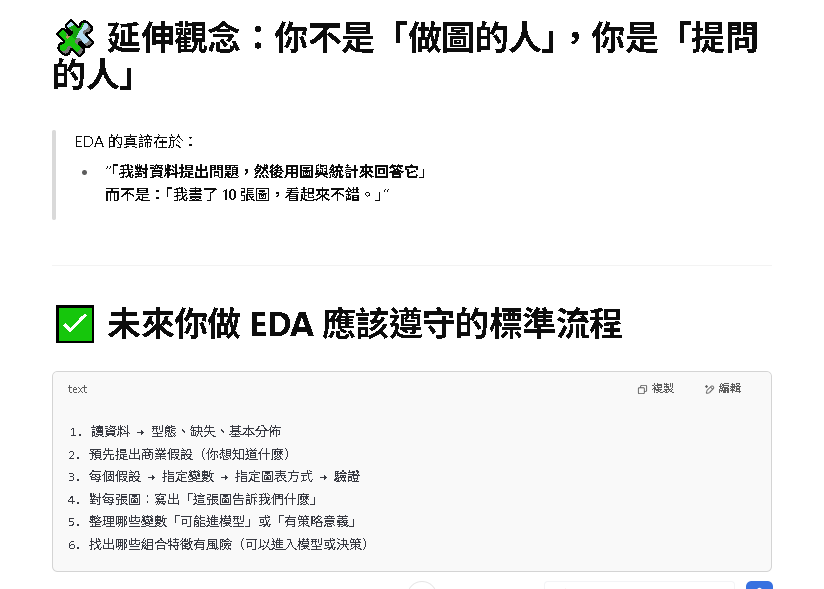 延伸觀念：你不是「做圖的人」，你是「提問
的人」
EDA 的真諦在於：
“「我對資料提出問題，然後用圖與統計來回答它」
而不是：「我畫了 10 張圖，看起來不錯。」“
未來你做 EDA 應該遵守的標準流程
text
複製
編輯
1. 讀資料 → 型態、缺失、基本分佈
2. 預先提出商業假設（你想知道什麼）
3. 每個假設 → 指定變數 → 指定圖表方式 → 驗證
4. 對每張圖：寫出「這張圖告訴我們什麼」
5. 整理哪些變數「可能進模型」或「有策略意義」
6. 找出哪些組合特徵有風險（可以進入模型或決策）